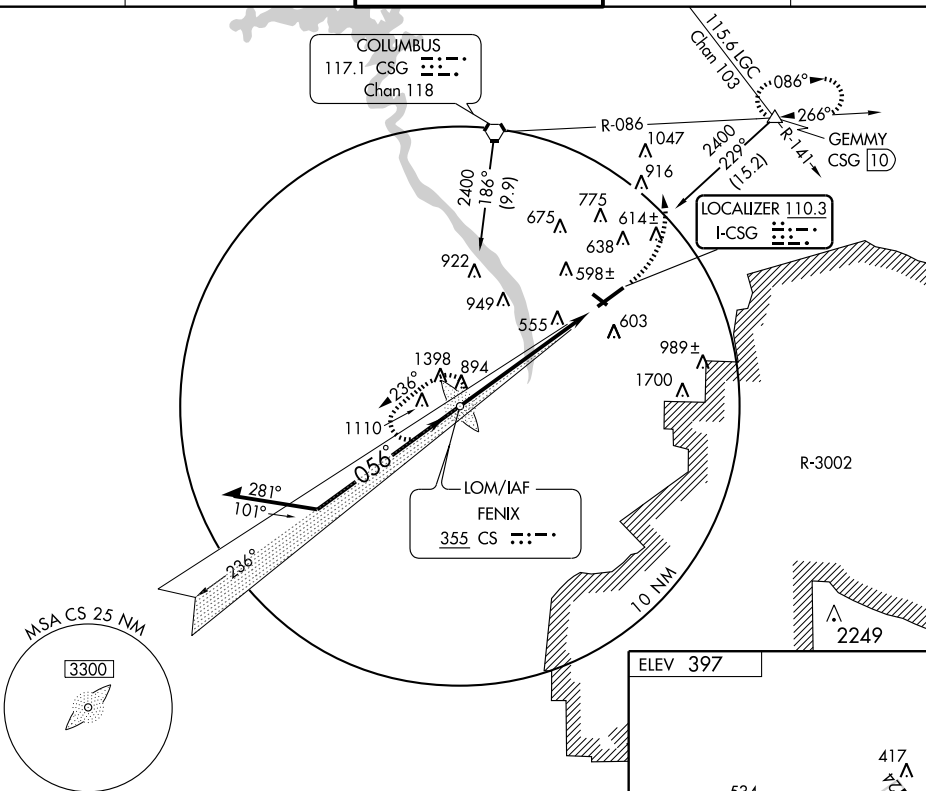 COLUMBUS
117.1 CSG
Chan 118
115.6 LGC
Chan 103
086°
266°
R-086
R-141
GEMMY
CSG 10
1047
2400
229°
(15.2)
916
2400
186°
(9.9)
775
675
614±
638
LOCALIZER 110.3
I-CSG
922
598±
949
555
603
989±
1398
894
236°
1700
1110
056°
R-3002
LOM/IAF
FENIX
355 CS
281°
101°
236°
10 NM
MSA CS 25 NM
3300
2249
ELEV 397
417